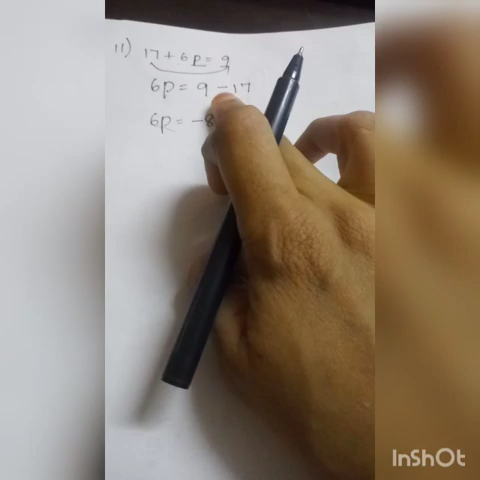 11) 17 + 6p = 9
6p = 9 - 17
6p = -8
InShOt